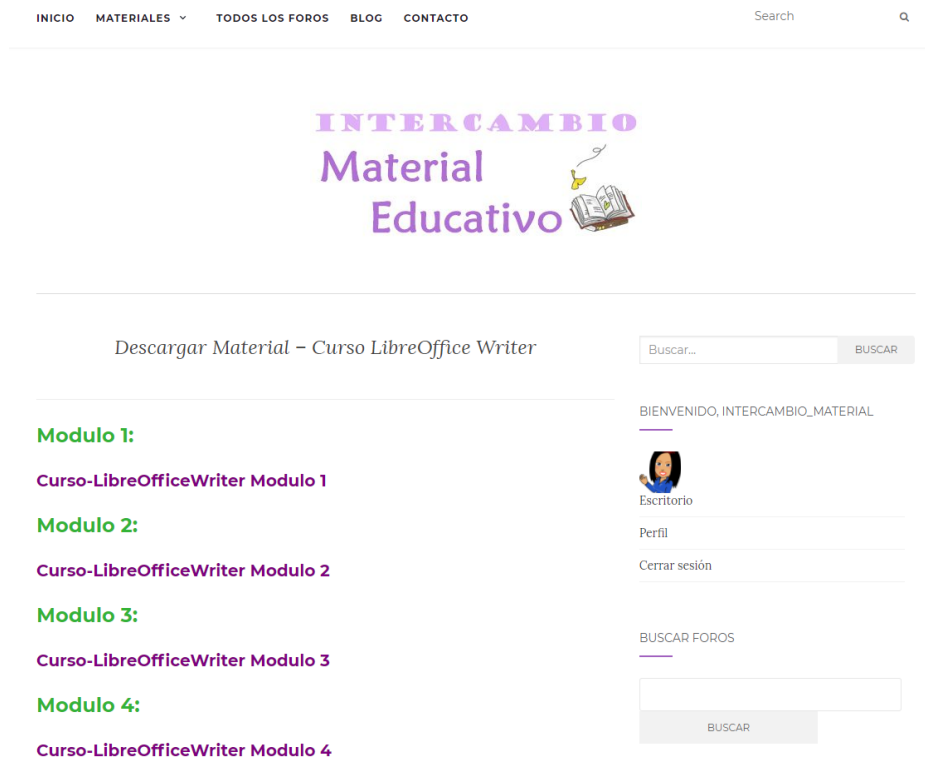 INICIO MATERIALES TODOS LOS FOROS BLOG CONTACTO Search
INTERCAMBIO
Material
Educativo
Descargar Material – Curso LibreOffice Writer
Modulo 1:
Curso-LibreOfficeWriter Modulo 1
Modulo 2:
Curso-LibreOfficeWriter Modulo 2
Modulo 3:
Curso-LibreOfficeWriter Modulo 3
Modulo 4:
Curso-LibreOfficeWriter Modulo 4
Buscar... BUSCAR
BIENVENIDO, INTERCAMBIO_MATERIAL
Escritorio
Perfil
Cerrar sesión
BUSCAR FOROS
BUSCAR